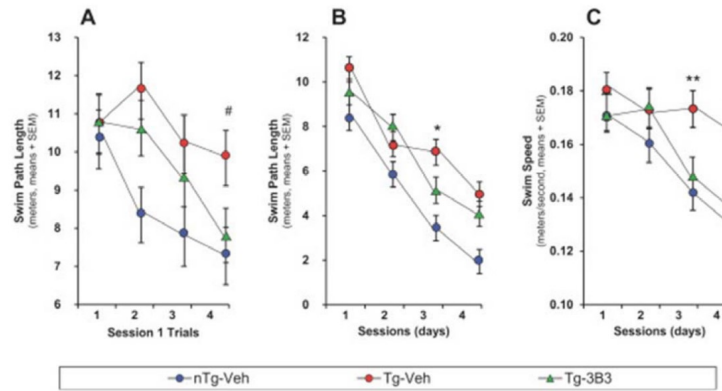 A
B
C
Swim Path Length
(meters, means + SEM)
12
11
10
9
8
7
6
#
1 2 3 4
Session 1 Trials
Swim Path Length
(meters, means + SEM)
12
10
8
6
4
2
0
*
1 2 3 4
Sessions (days)
Swim Speed
(meters/second, means + SEM)
0.20
0.18
0.16
0.14
0.12
0.10
**
1 2 3 4
Sessions (days)
nTg-Veh Tg-Veh Tg-3B3